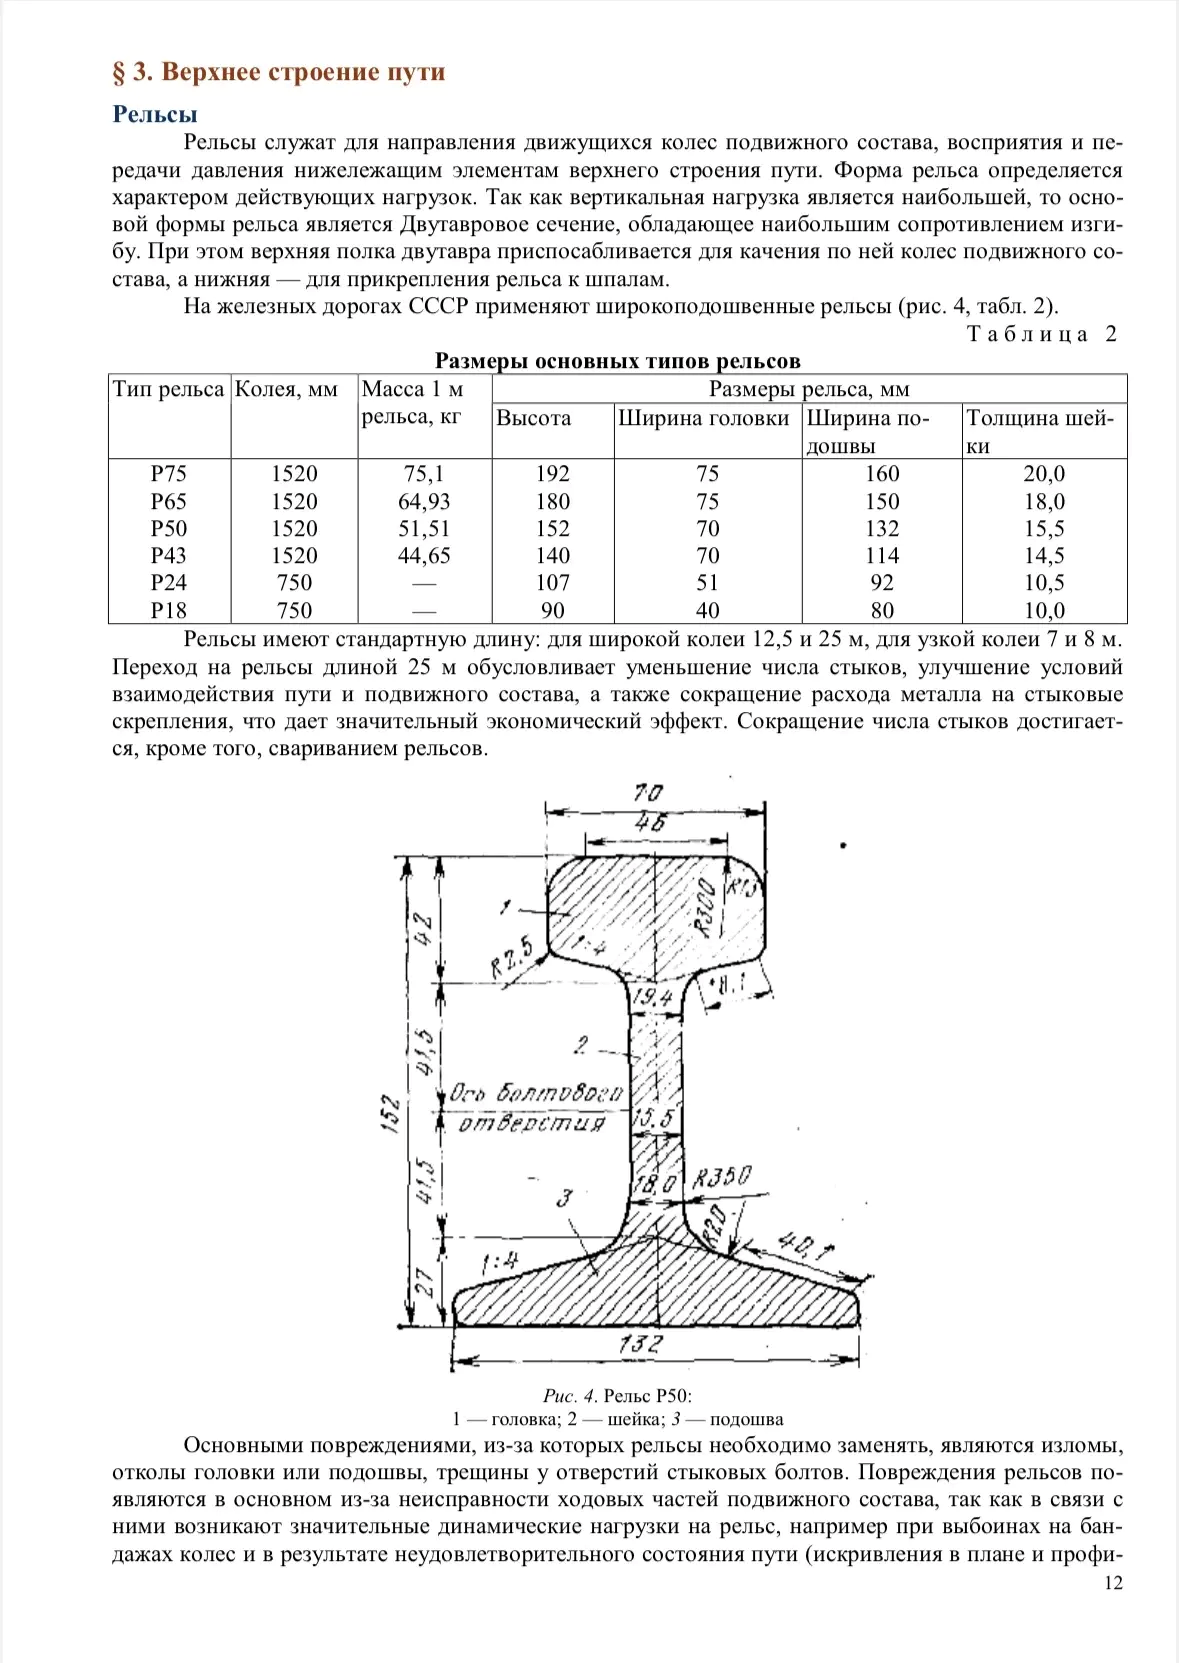 § 3. Верхнее строение пути
Рельсы
Рельсы служат для направления движущихся колес подвижного состава, восприятия и пе-
редачи давления нижележащим элементам верхнего строения пути. Форма рельса определяется
характером действующих нагрузок. Так как вертикальная нагрузка является наибольшей, то осно-
вой формы рельса является Двутавровое сечение, обладающее наибольшим сопротивлением изги-
бу. При этом верхняя полка двутавра приспосабливается для качения по ней колес подвижного со-
става, а нижняя — для прикрепления рельса к шпалам.
На железных дорогах СССР применяют широкоподошвенные рельсы (рис. 4, табл. 2).
Таблица 2
Размеры основных типов рельсов
Тип рельса Колея, мм Масса 1 м рельса, кг Размеры рельса, мм
Высота Ширина головки Ширина по-дошвы Толщина шей-ки
Р75 1520 75,1 192 75 160 20,0
Р65 1520 64,93 180 75 150 18,0
Р50 1520 51,51 152 70 132 15,5
Р43 1520 44,65 140 70 114 14,5
Р24 750 — 107 51 92 10,5
Р18 750 — 90 40 80 10,0
Рельсы имеют стандартную длину: для широкой колеи 12,5 и 25 м, для узкой колеи 7 и 8 м.
Переход на рельсы длиной 25 м обусловливает уменьшение числа стыков, улучшение условий
взаимодействия пути и подвижного состава, а также сокращение расхода металла на стыковые
скрепления, что дает значительный экономический эффект. Сокращение числа стыков достигает-
ся, кроме того, свариванием рельсов.
70
46
1
42
R2.5
1:4
R300
R13
8.1
19.4
2
41,5
Ось болтового
отверстия
152
15.5
41,5
18,0
R350
3
R20
40,1
1:4
27
132
Рис. 4. Рельс Р50:
1 — головка; 2 — шейка; 3 — подошва
Основными повреждениями, из-за которых рельсы необходимо заменять, являются изломы,
отколы головки или подошвы, трещины у отверстий стыковых болтов. Повреждения рельсов по-
являются в основном из-за неисправности ходовых частей подвижного состава, так как в связи с
ними возникают значительные динамические нагрузки на рельс, например при выбоинах на бан-
дажах колес и в результате неудовлетворительного состояния пути (искривления в плане и профи-
12